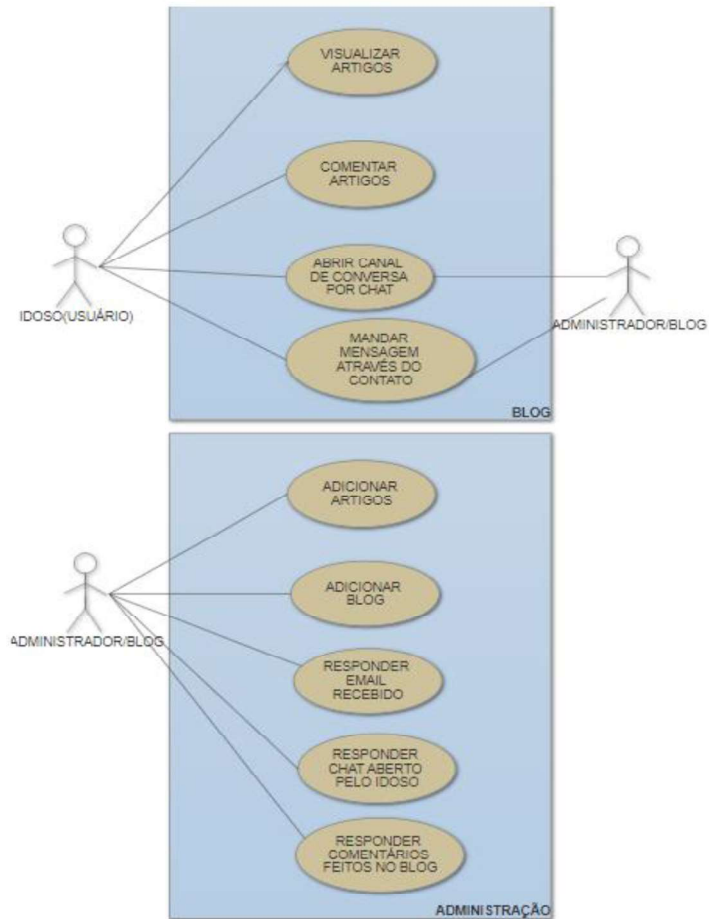 VISUALIZAR
ARTIGOS
COMENTAR
ARTIGOS
ABRIR CANAL
DE CONVERSA
POR CHAT
IDOSO(USUÁRIO)
ADMINISTRADOR/BLOG
MANDAR
MENSAGEM
ATRAVÉS DO
CONTATO
BLOG
ADICIONAR
ARTIGOS
ADICIONAR
BLOG
ADMINISTRADOR/BLOG
RESPONDER
EMAIL
RECEBIDO
RESPONDER
CHAT ABERTO
PELO IDOSO
RESPONDER
COMENTÁRIOS
FEITOS NO BLOG
ADMINISTRAÇÃO